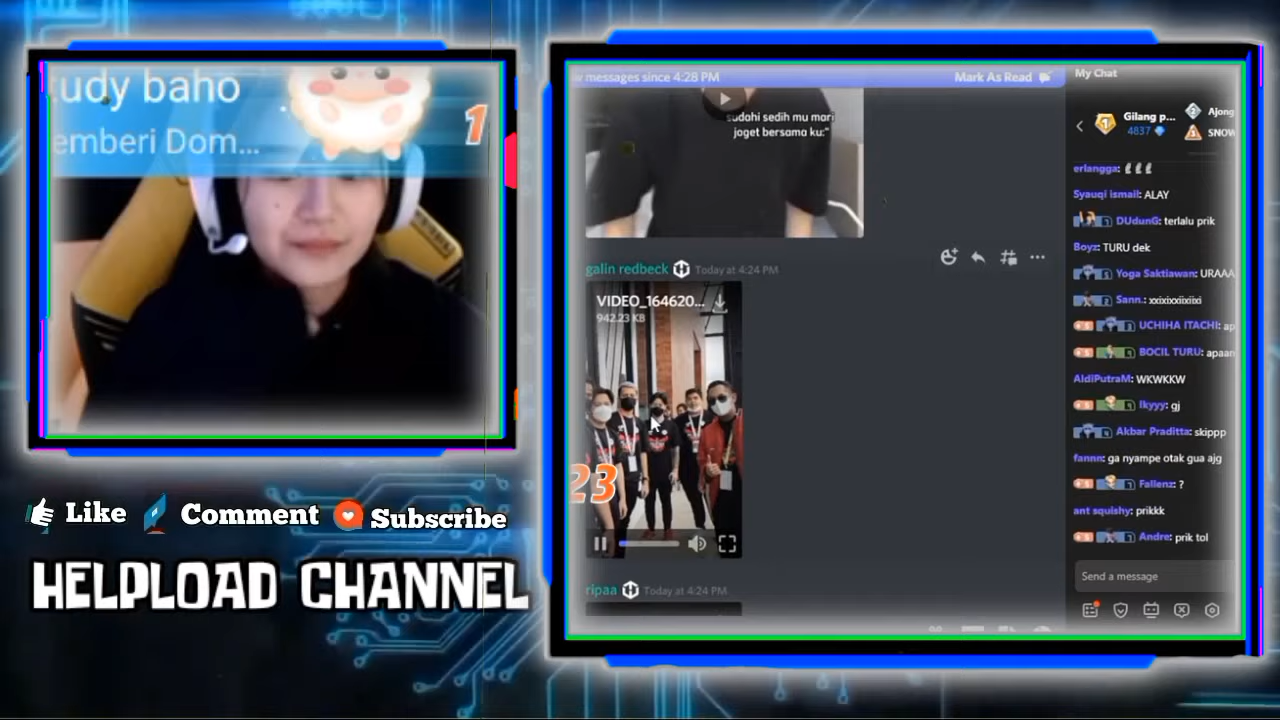 udy baho
emberi Dom...
1
Like
Comment
Subscribe
HELPLOAD CHANNEL
w messages since 4:28 PM
Mark As Read
sudahi sedih mu mari
joget bersama ku:"
galin redbeck
Today at 4:24 PM
VIDEO_164620...
942.23 KB
23
ripaa
Today at 4:24 PM
My Chat
Gilang p...
4837
Ajong
SNOW
erlangga:
Syauqi ismail: ALAY
DUdunG: terlalu prik
Boyz: TURU dek
Yoga Saktiawan: URAAA
Sann.: xxixixxiixiixi
UCHIHA ITACHI: ap
BOCIL TURU: apaan
AldiPutraM: WKWKKW
Ikyyy: gj
Akbar Praditta: skippp
fannn: ga nyampe otak gua ajg
Fallenz: ?
ant squishy: prikkk
Andre: prik tol
Send a message